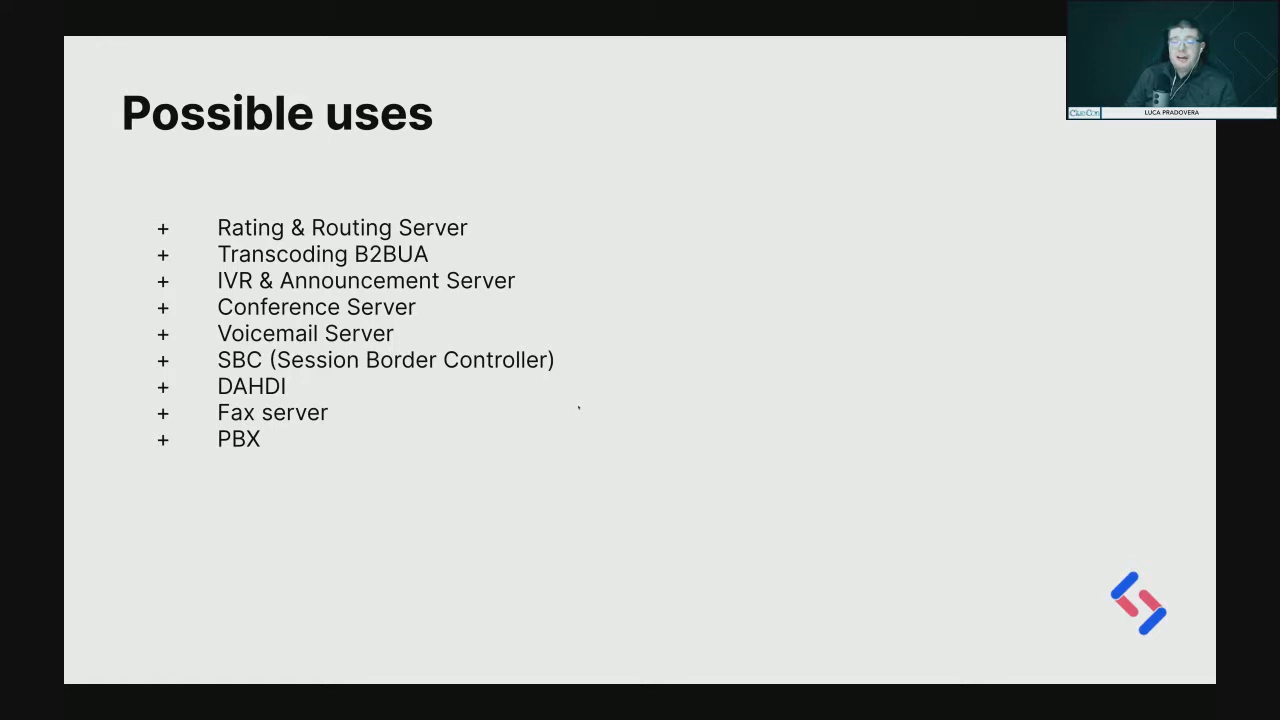 Possible uses
+ Rating & Routing Server
+ Transcoding B2BUA
+ IVR & Announcement Server
+ Conference Server
+ Voicemail Server
+ SBC (Session Border Controller)
+ DAHDI
+ Fax server
+ PBX
ClueCon
LUCA PRADOVERA